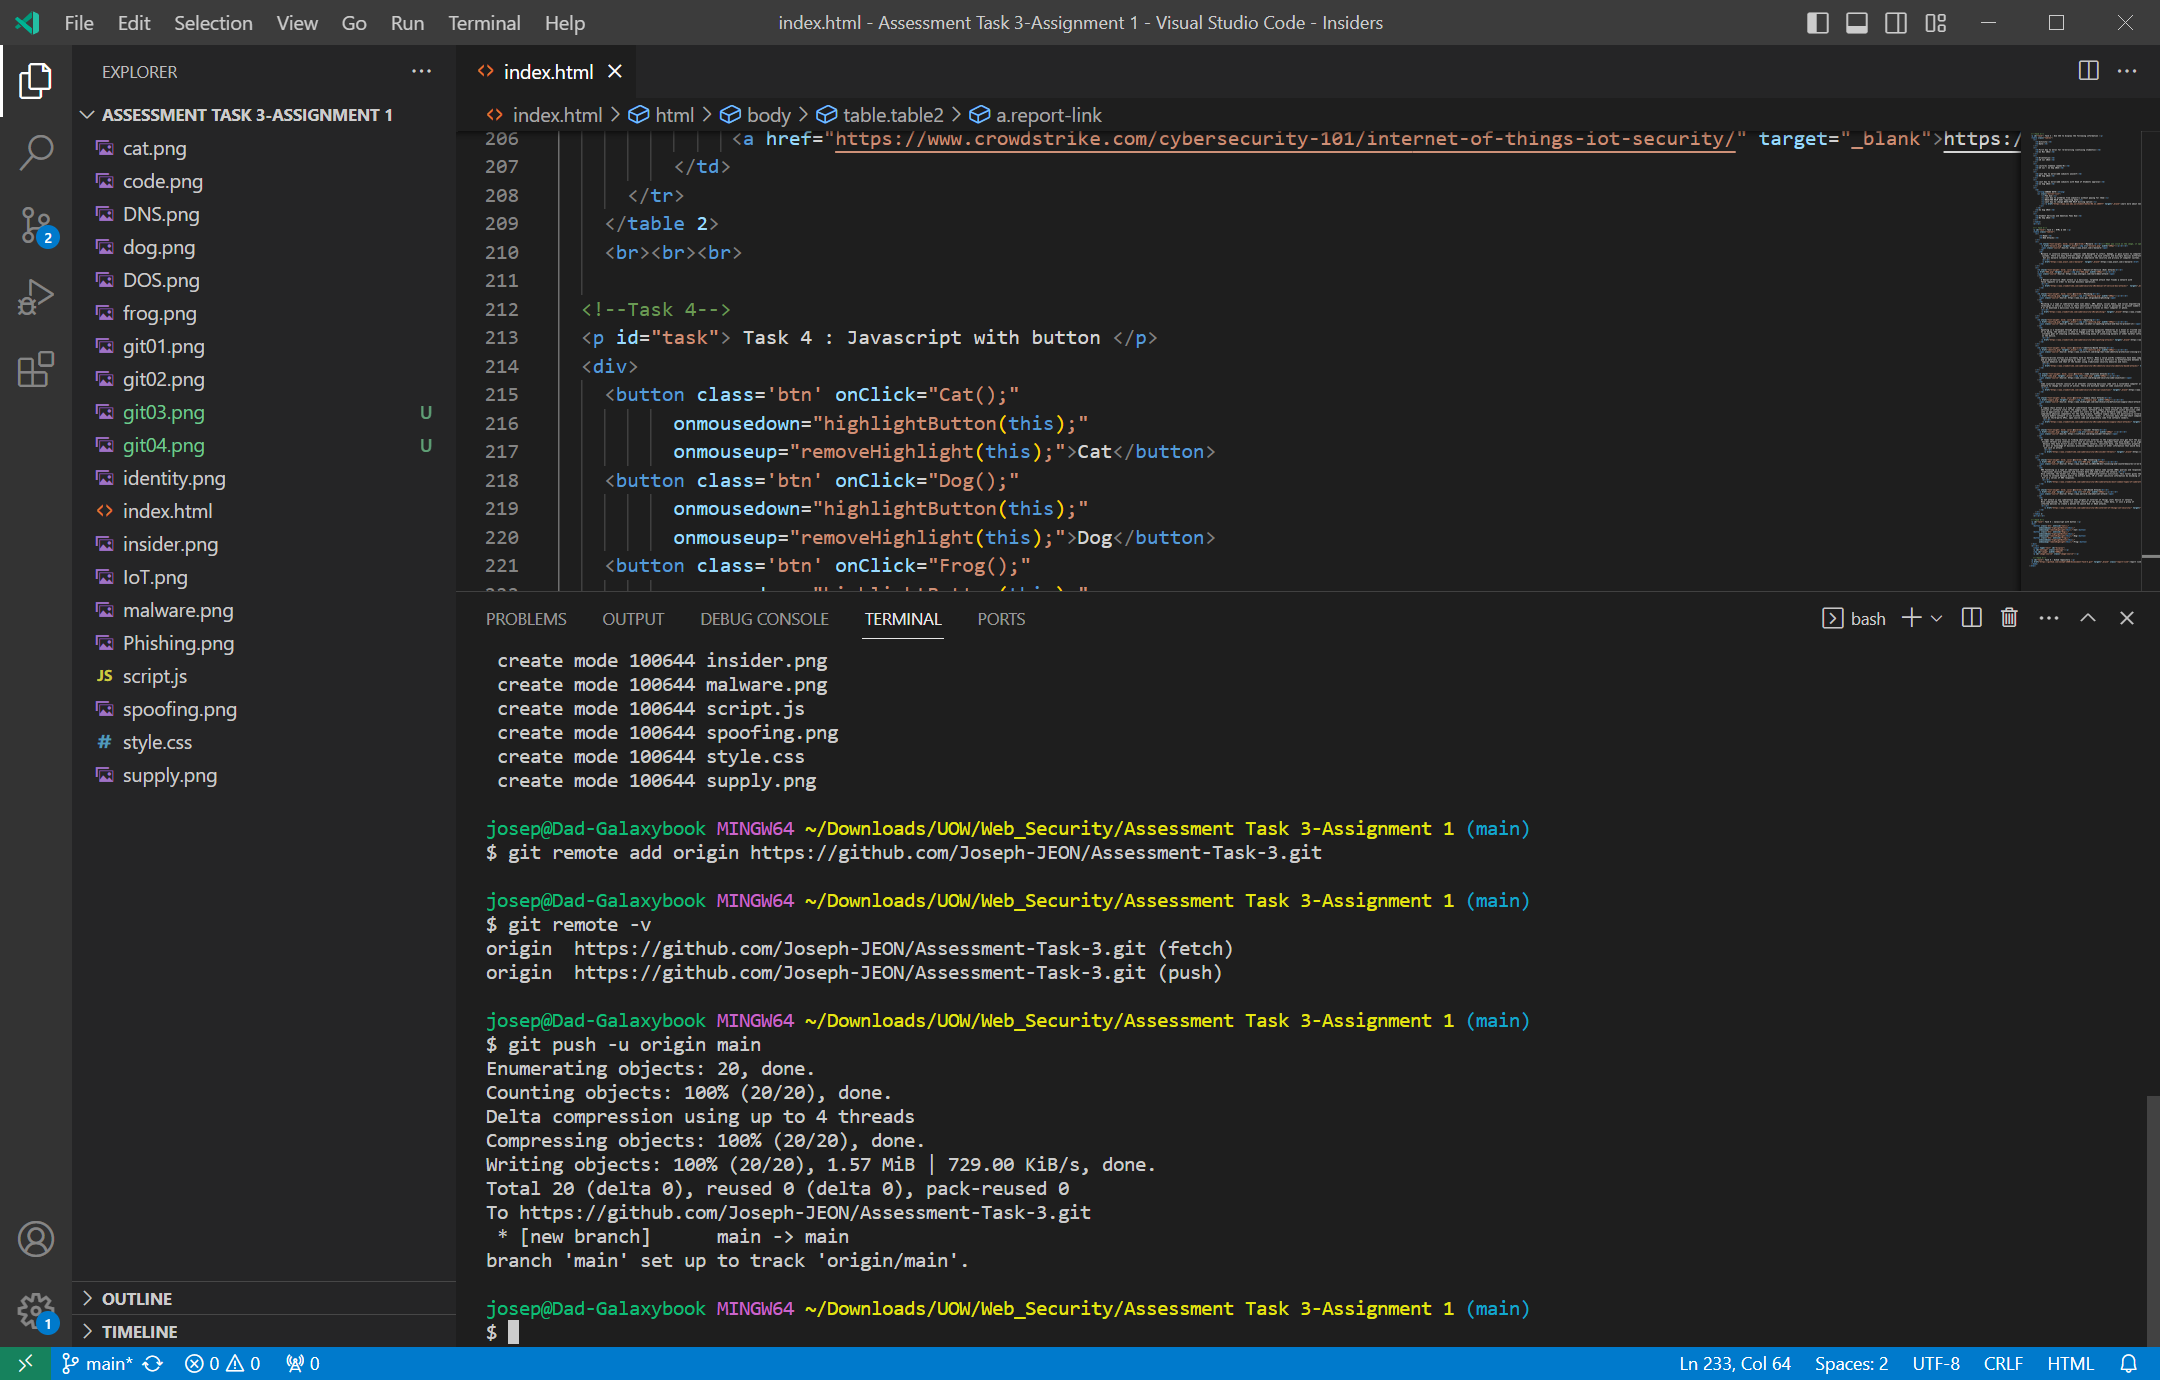 File Edit Selection View Go Run Terminal Help
index.html - Assessment Task 3-Assignment 1 - Visual Studio Code - Insiders
EXPLORER
ASSESSMENT TASK 3-ASSIGNMENT 1
cat.png
code.png
DNS.png
dog.png
DOS.png
frog.png
git01.png
git02.png
git03.png U
git04.png U
identity.png
index.html
insider.png
IoT.png
malware.png
Phishing.png
JS script.js
spoofing.png
# style.css
supply.png
OUTLINE
TIMELINE
2
1
<> index.html
<> index.html > html > body > table.table2 > a.report-link
206 <a href="https://www.crowdstrike.com/cybersecurity-101/internet-of-things-iot-security/" target="_blank">https:/
207 </td>
208 </tr>
209 </table 2>
210 <br><br><br>
211
212 <!--Task 4-->
213 <p id="task"> Task 4 : Javascript with button </p>
214 <div>
215 <button class='btn' onClick="Cat();"
216 onmousedown="highlightButton(this);"
217 onmouseup="removeHighlight(this);">Cat</button>
218 <button class='btn' onClick="Dog();"
219 onmousedown="highlightButton(this);"
220 onmouseup="removeHighlight(this);">Dog</button>
221 <button class='btn' onClick="Frog();"
PROBLEMS OUTPUT DEBUG CONSOLE TERMINAL PORTS
bash
create mode 100644 insider.png
create mode 100644 malware.png
create mode 100644 script.js
create mode 100644 spoofing.png
create mode 100644 style.css
create mode 100644 supply.png
josep@Dad-Galaxybook MINGW64 ~/Downloads/UOW/Web_Security/Assessment Task 3-Assignment 1 (main)
$ git remote add origin https://github.com/Joseph-JEON/Assessment-Task-3.git
josep@Dad-Galaxybook MINGW64 ~/Downloads/UOW/Web_Security/Assessment Task 3-Assignment 1 (main)
$ git remote -v
origin https://github.com/Joseph-JEON/Assessment-Task-3.git (fetch)
origin https://github.com/Joseph-JEON/Assessment-Task-3.git (push)
josep@Dad-Galaxybook MINGW64 ~/Downloads/UOW/Web_Security/Assessment Task 3-Assignment 1 (main)
$ git push -u origin main
Enumerating objects: 20, done.
Counting objects: 100% (20/20), done.
Delta compression using up to 4 threads
Compressing objects: 100% (20/20), done.
Writing objects: 100% (20/20), 1.57 MiB | 729.00 KiB/s, done.
Total 20 (delta 0), reused 0 (delta 0), pack-reused 0
To https://github.com/Joseph-JEON/Assessment-Task-3.git
* [new branch] main -> main
branch 'main' set up to track 'origin/main'.
josep@Dad-Galaxybook MINGW64 ~/Downloads/UOW/Web_Security/Assessment Task 3-Assignment 1 (main)
$
main* 0 0 0
Ln 233, Col 64 Spaces: 2 UTF-8 CRLF HTML